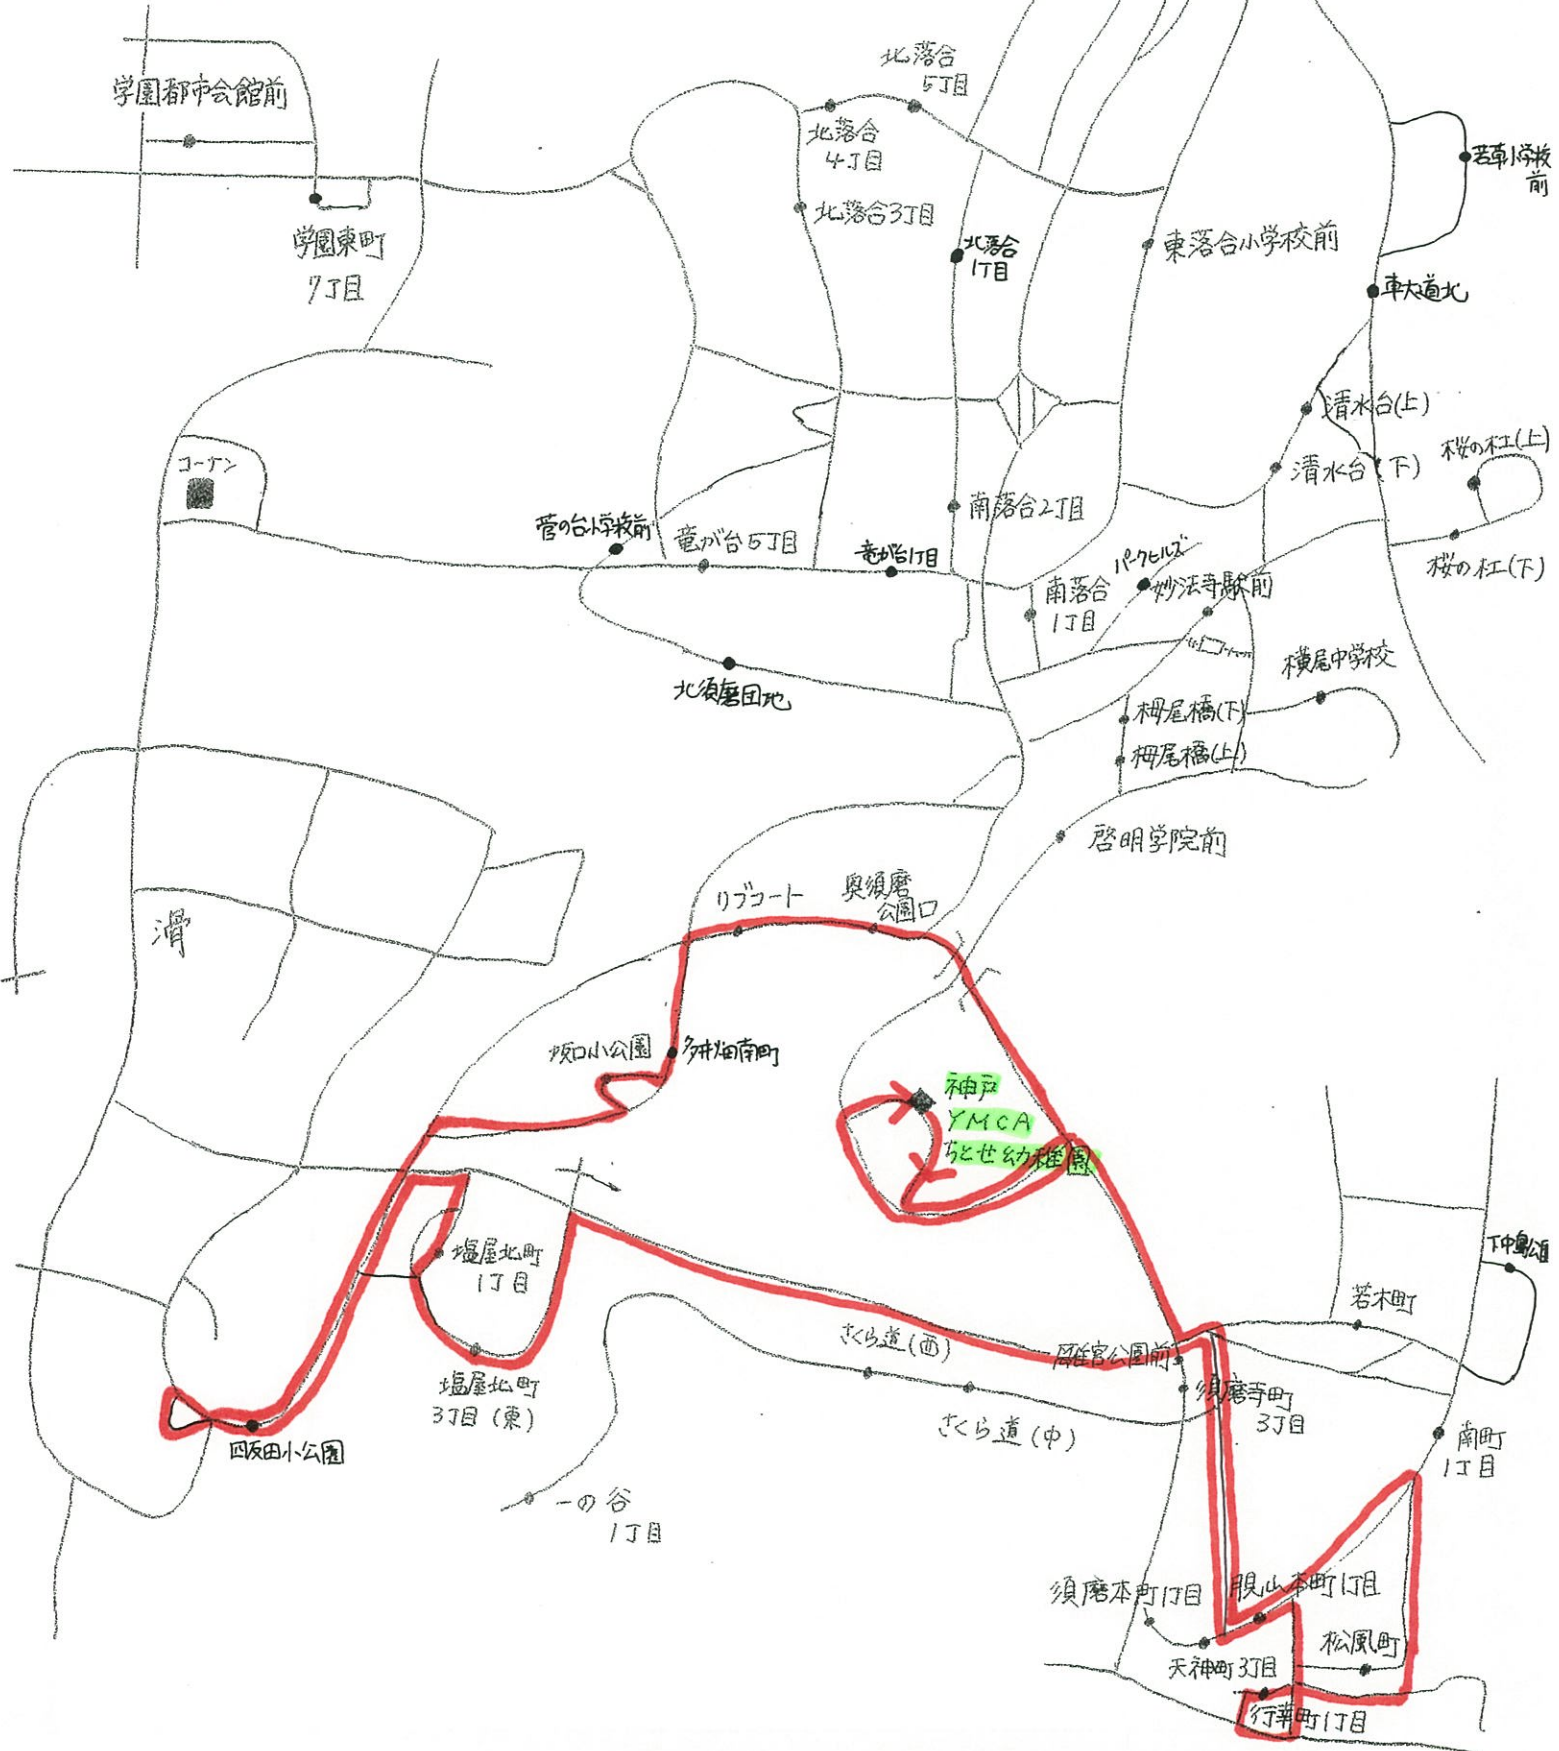 北落合
5丁目
学園都市会館前
北落合
4丁目
若草小学校
前
北落合3丁目
学園東町
7丁目
北落合
1丁目
東落合小学校前
車大道北
清水台(上)
桜の杜(上)
コーナン
清水台(下)
南落合2丁目
菅の台小学校前
竜が台5丁目
竜が台1丁目
パークヒルズ
妙法寺駅前
桜の杜(下)
南落合
1丁目
横尾中学校
北須磨団地
栂尾橋(下)
栂尾橋(上)
啓明学院前
リブコート
奥須磨
公園口
滑
坂口小公園
多井畑南町
神戸
YMCA
ちとせ幼稚園
塩屋北町
1丁目
下中島公園
若木町
さくら道(西)
離宮公園前
塩屋北町
3丁目(東)
須磨寺町
3丁目
さくら道(中)
四反田小公園
南町
1丁目
一の谷
1丁目
須磨本町1丁目
月見山本町1丁目
松風町
天神町3丁目
行幸町1丁目